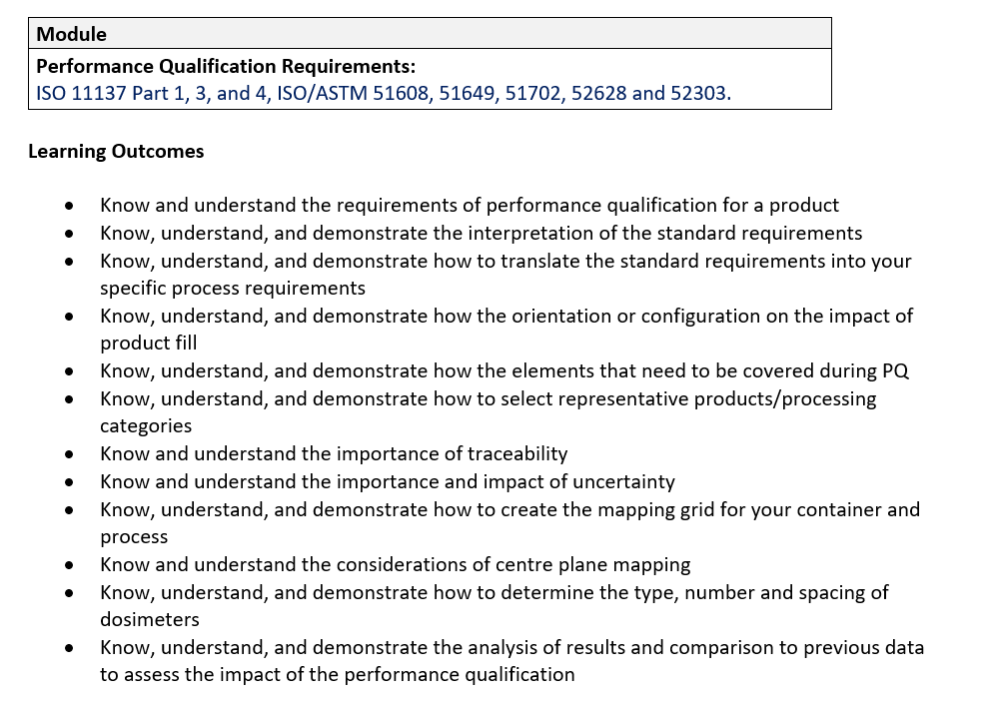 Module
Performance Qualification Requirements:
ISO 11137 Part 1, 3, and 4, ISO/ASTM 51608, 51649, 51702, 52628 and 52303.
Learning Outcomes
• Know and understand the requirements of performance qualification for a product
• Know, understand, and demonstrate the interpretation of the standard requirements
• Know, understand, and demonstrate how to translate the standard requirements into your
specific process requirements
• Know, understand, and demonstrate how the orientation or configuration on the impact of
product fill
• Know, understand, and demonstrate how the elements that need to be covered during PQ
• Know, understand, and demonstrate how to select representative products/processing
categories
• Know and understand the importance of traceability
• Know and understand the importance and impact of uncertainty
• Know, understand, and demonstrate how to create the mapping grid for your container and
process
• Know and understand the considerations of centre plane mapping
• Know, understand, and demonstrate how to determine the type, number and spacing of
dosimeters
• Know, understand, and demonstrate the analysis of results and comparison to previous data
to assess the impact of the performance qualification